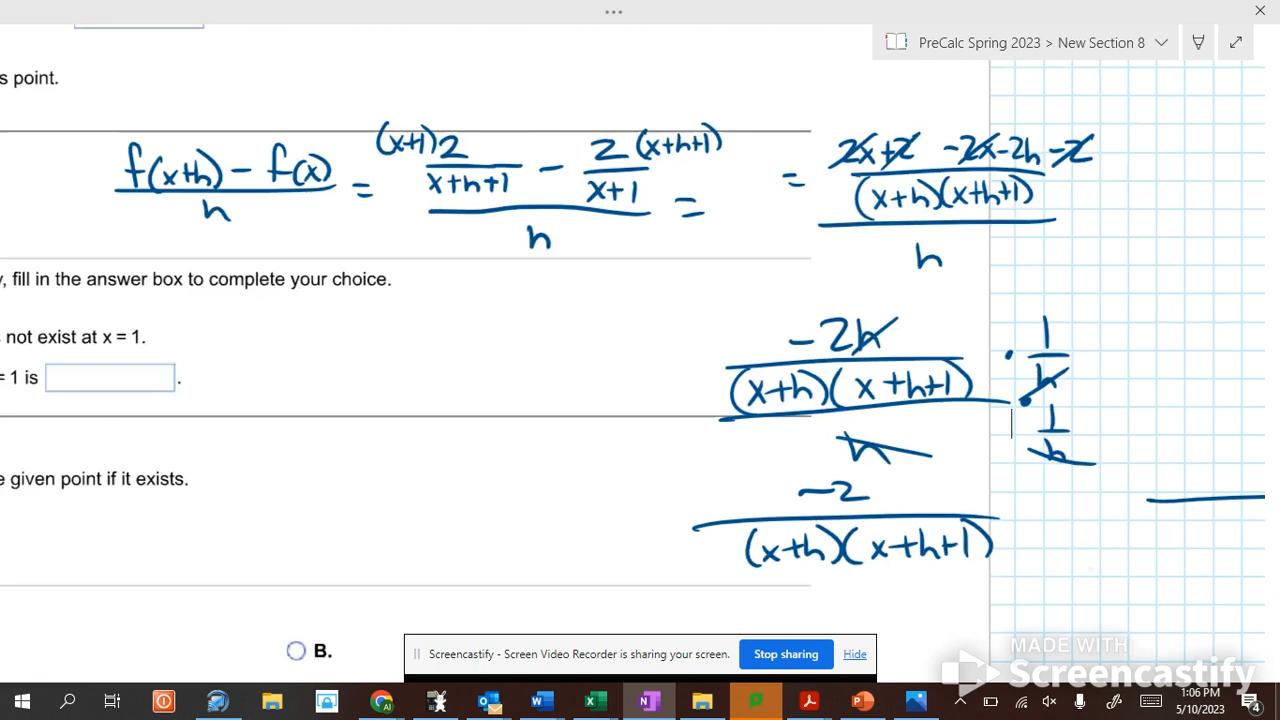 PreCalc Spring 2023 > New Section 8
s point.
f(x+h) - f(x) / h = ((x+1) 2 / x+h+1 - 2 (x+h+1) / x+1) / h =
= (2x+2 -2x-2h-2 / (x+h)(x+h+1)) / h
, fill in the answer box to complete your choice.
not exist at x = 1.
= 1 is .
-2h / (x+h)(x+h+1) · 1 / h
h · 1 / h
-2 / (x+h)(x+h+1)
e given point if it exists.
B.
Screencastify - Screen Video Recorder is sharing your screen. Stop sharing Hide
MADE WITH
Screencastify
1:06 PM
5/10/2023
4